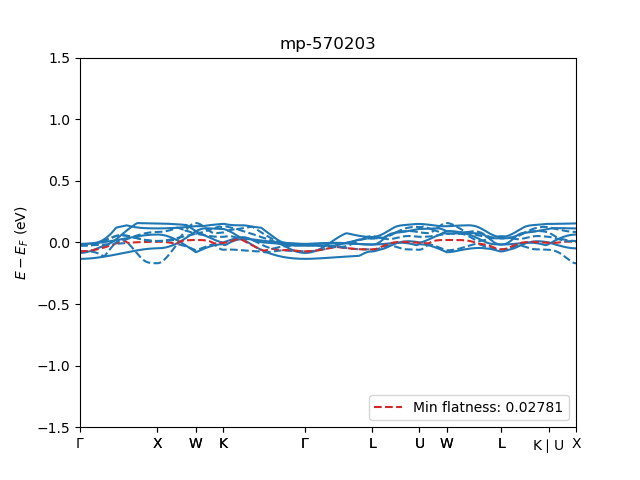 mp-570203
1.5
1.0
0.5
0.0
−0.5
−1.0
−1.5
E − E_F (eV)
Min flatness: 0.02781
Γ X W K Γ L U W L K | U X